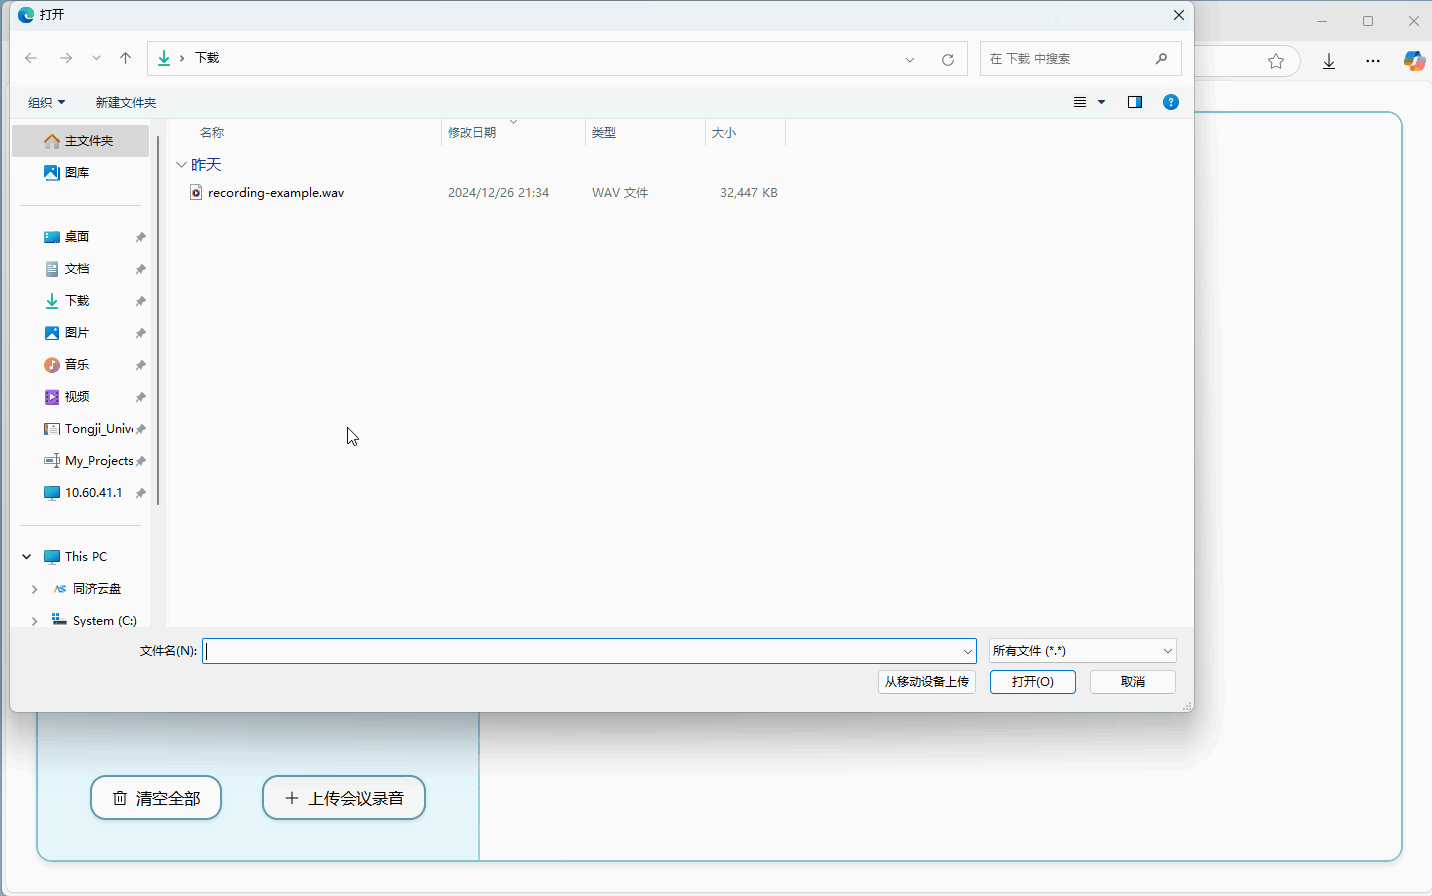 打开
下载
在 下载 中搜索
组织
新建文件夹
主文件夹
图库
桌面
文档
下载
图片
音乐
视频
Tongji_Unive
My_Projects
10.60.41.1
This PC
同济云盘
System (C:)
名称
修改日期
类型
大小
昨天
recording-example.wav
2024/12/26 21:34
WAV 文件
32,447 KB
文件名(N):
所有文件 (*.*)
从移动设备上传
打开(O)
取消
清空全部
上传会议录音